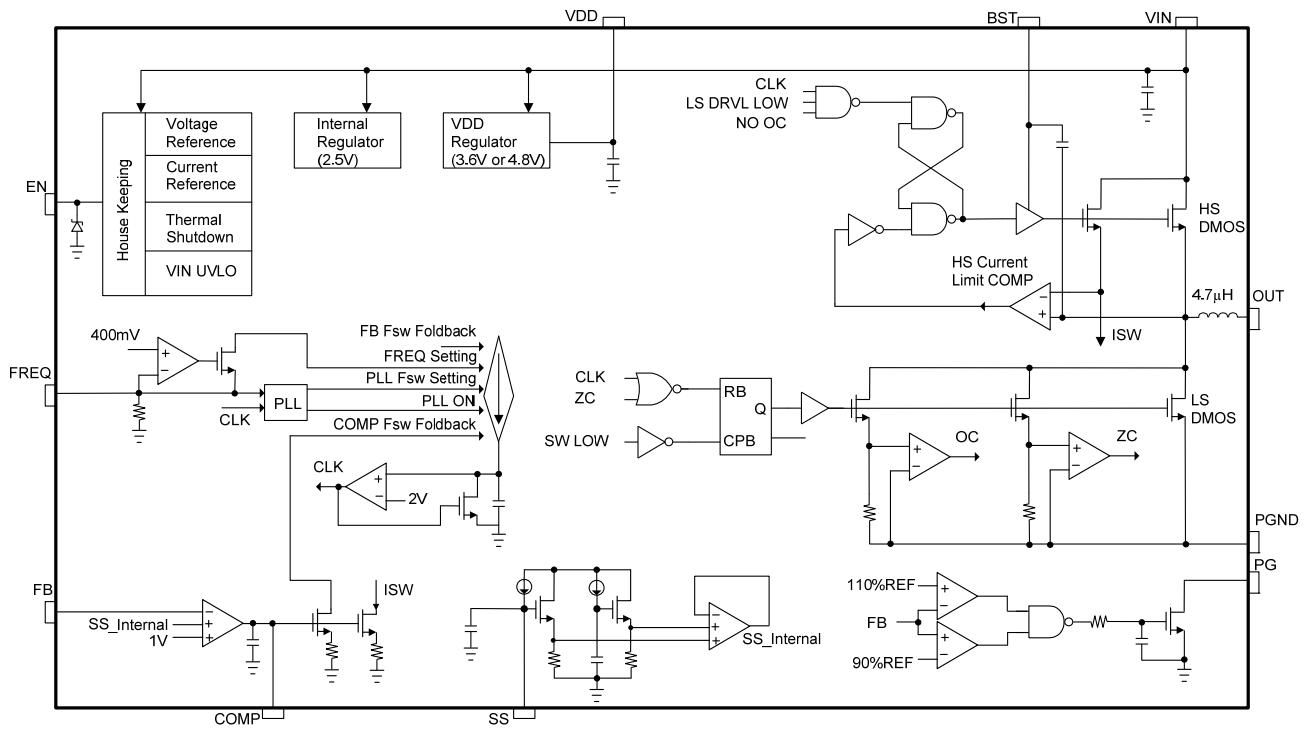 VDD
BST
VIN
CLK
LS DRVL LOW
NO OC
Voltage
Reference
Current
Reference
Thermal
Shutdown
VIN UVLO
House Keeping
Internal
Regulator
(2.5V)
VDD
Regulator
(3.6V or 4.8V)
EN
HS
DMOS
HS Current
Limit COMP
-
+
ISW
4.7µH
OUT
400mV
+
-
FREQ
CLK
PLL
FB Fsw Foldback
FREQ Setting
PLL Fsw Setting
PLL ON
COMP Fsw Foldback
CLK
+
-
2V
CLK
ZC
SW LOW
RB
Q
CPB
LS
DMOS
+
-
OC
+
-
ZC
PGND
PG
FB
SS_Internal
1V
-
+
+
ISW
-
+
+
SS_Internal
110%REF
FB
90%REF
+
-
+
-
COMP
SS